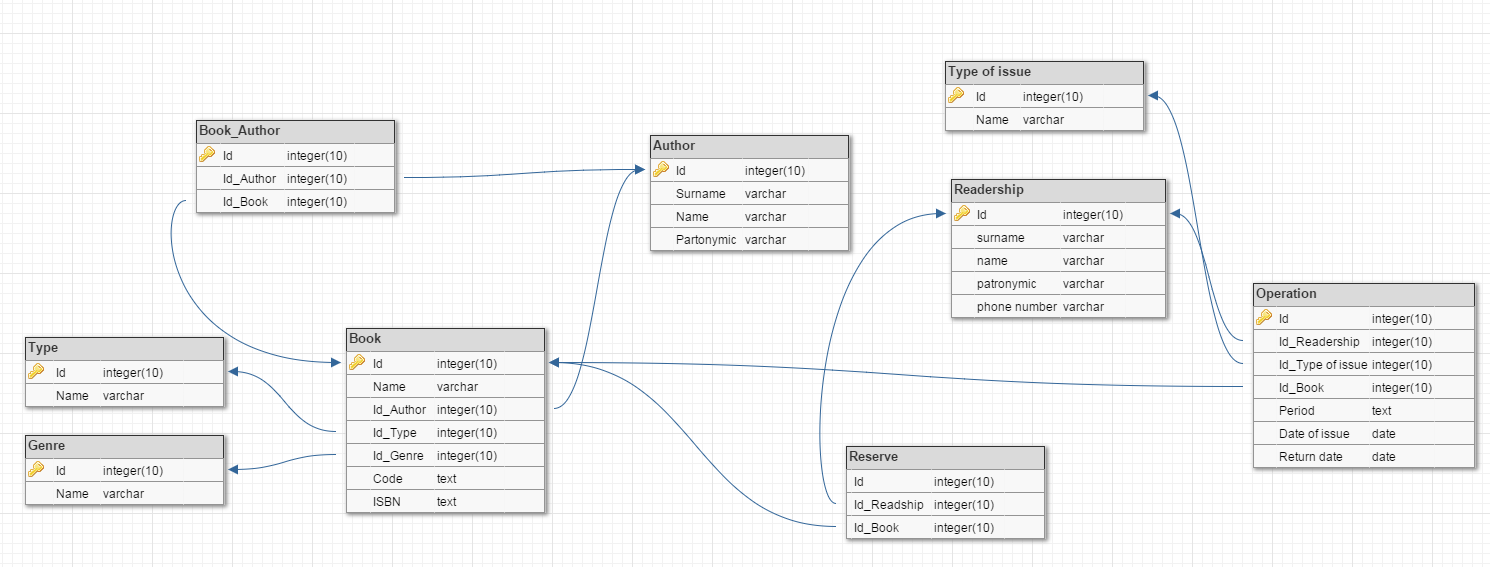 Type of issue
Id integer(10)
Name varchar
Book_Author
Id integer(10)
Id_Author integer(10)
Id_Book integer(10)
Author
Id integer(10)
Surname varchar
Name varchar
Partonymic varchar
Readership
Id integer(10)
surname varchar
name varchar
patronymic varchar
phone number varchar
Operation
Id integer(10)
Id_Readership integer(10)
Id_Type of issue integer(10)
Id_Book integer(10)
Period text
Date of issue date
Return date date
Type
Id integer(10)
Name varchar
Book
Id integer(10)
Name varchar
Id_Author integer(10)
Id_Type integer(10)
Id_Genre integer(10)
Code text
ISBN text
Genre
Id integer(10)
Name varchar
Reserve
Id integer(10)
Id_Readship integer(10)
Id_Book integer(10)